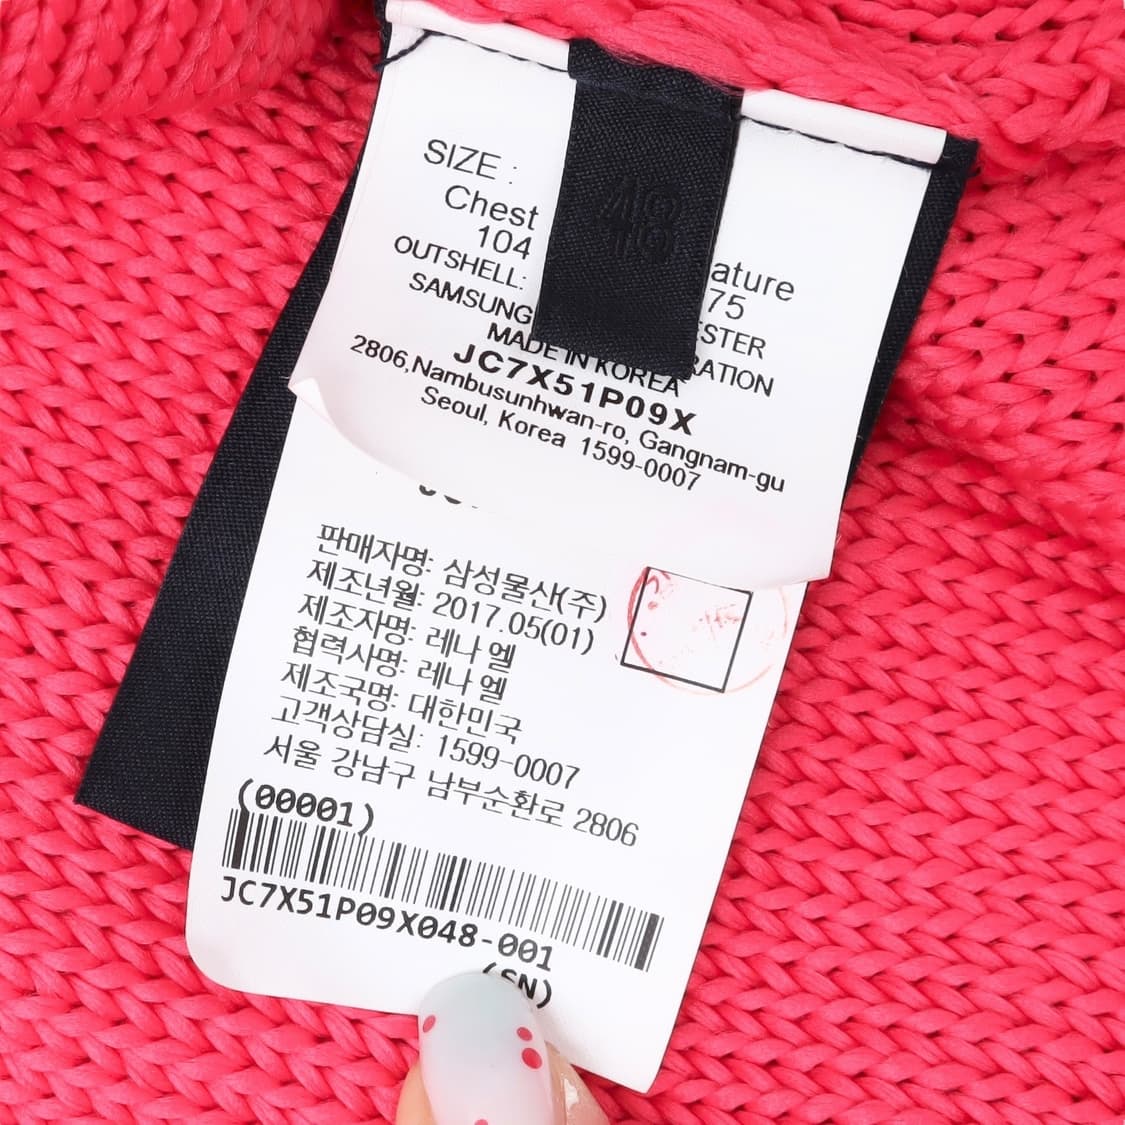 SIZE :
Chest
104
48
ature
75
OUTSHELL:
ESTER
SAMSUNG
RATION
MADE IN KOREA
JC7X51P09X
2806,Nambusunhwan-ro, Gangnam-gu
Seoul, Korea 1599-0007
판매자명: 삼성물산(주)
제조년월: 2017.05(01)
제조자명: 레나 엘
협력사명: 레나 엘
제조국명: 대한민국
고객상담실: 1599-0007
서울 강남구 남부순환로 2806
(00001)
JC7X51P09X048-001
(SN)